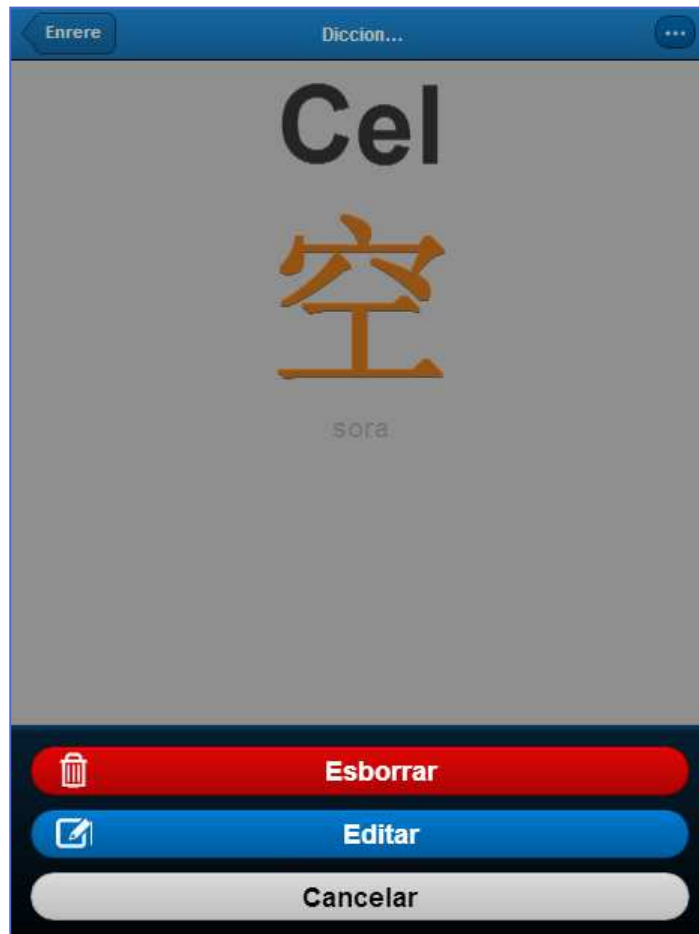 Enrere
Diccion...
Cel
空
sora
Esborrar
Editar
Cancelar